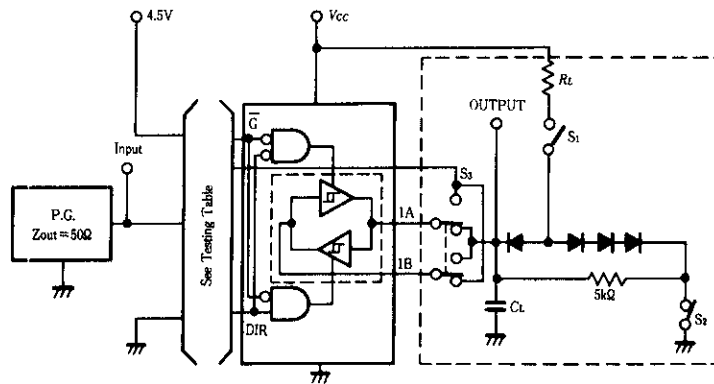 4.5V
Vcc
RL
OUTPUT
S1
G
Input
S3
P.G.
Zout=50Ω
See Testing Table
1A
1B
5kΩ
CL
S2
DIR